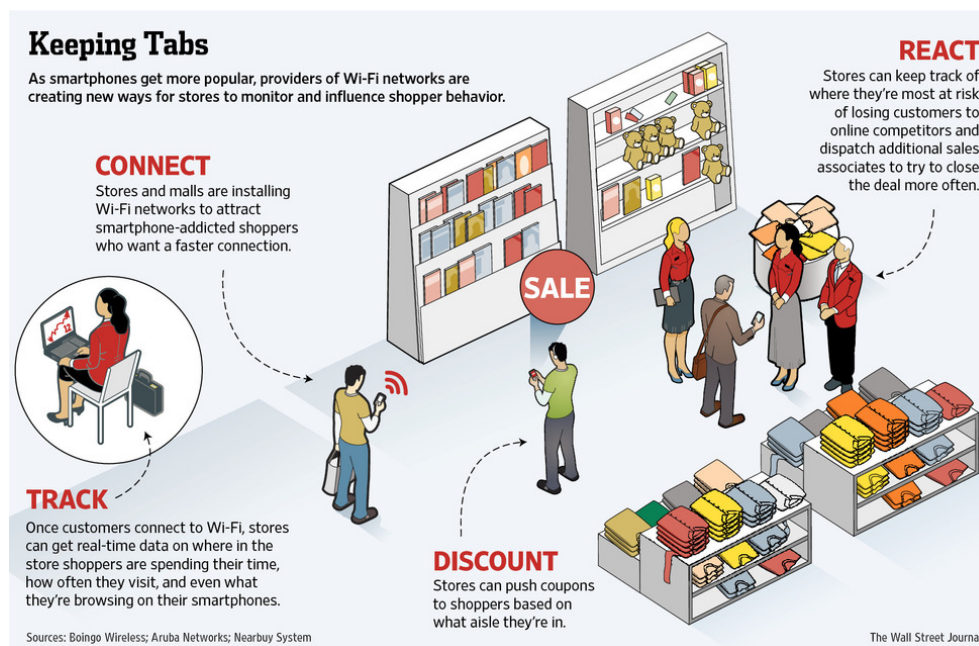 Keeping Tabs
As smartphones get more popular, providers of Wi-Fi networks are
creating new ways for stores to monitor and influence shopper behavior.
CONNECT
Stores and malls are installing
Wi-Fi networks to attract
smartphone-addicted shoppers
who want a faster connection.
REACT
Stores can keep track of
where they're most at risk
of losing customers to
online competitors and
dispatch additional sales
associates to try to close
the deal more often.
SALE
12
TRACK
Once customers connect to Wi-Fi, stores
can get real-time data on where in the
store shoppers are spending their time,
how often they visit, and even what
they're browsing on their smartphones.
DISCOUNT
Stores can push coupons
to shoppers based on
what aisle they're in.
Sources: Boingo Wireless; Aruba Networks; Nearbuy System
The Wall Street Journa